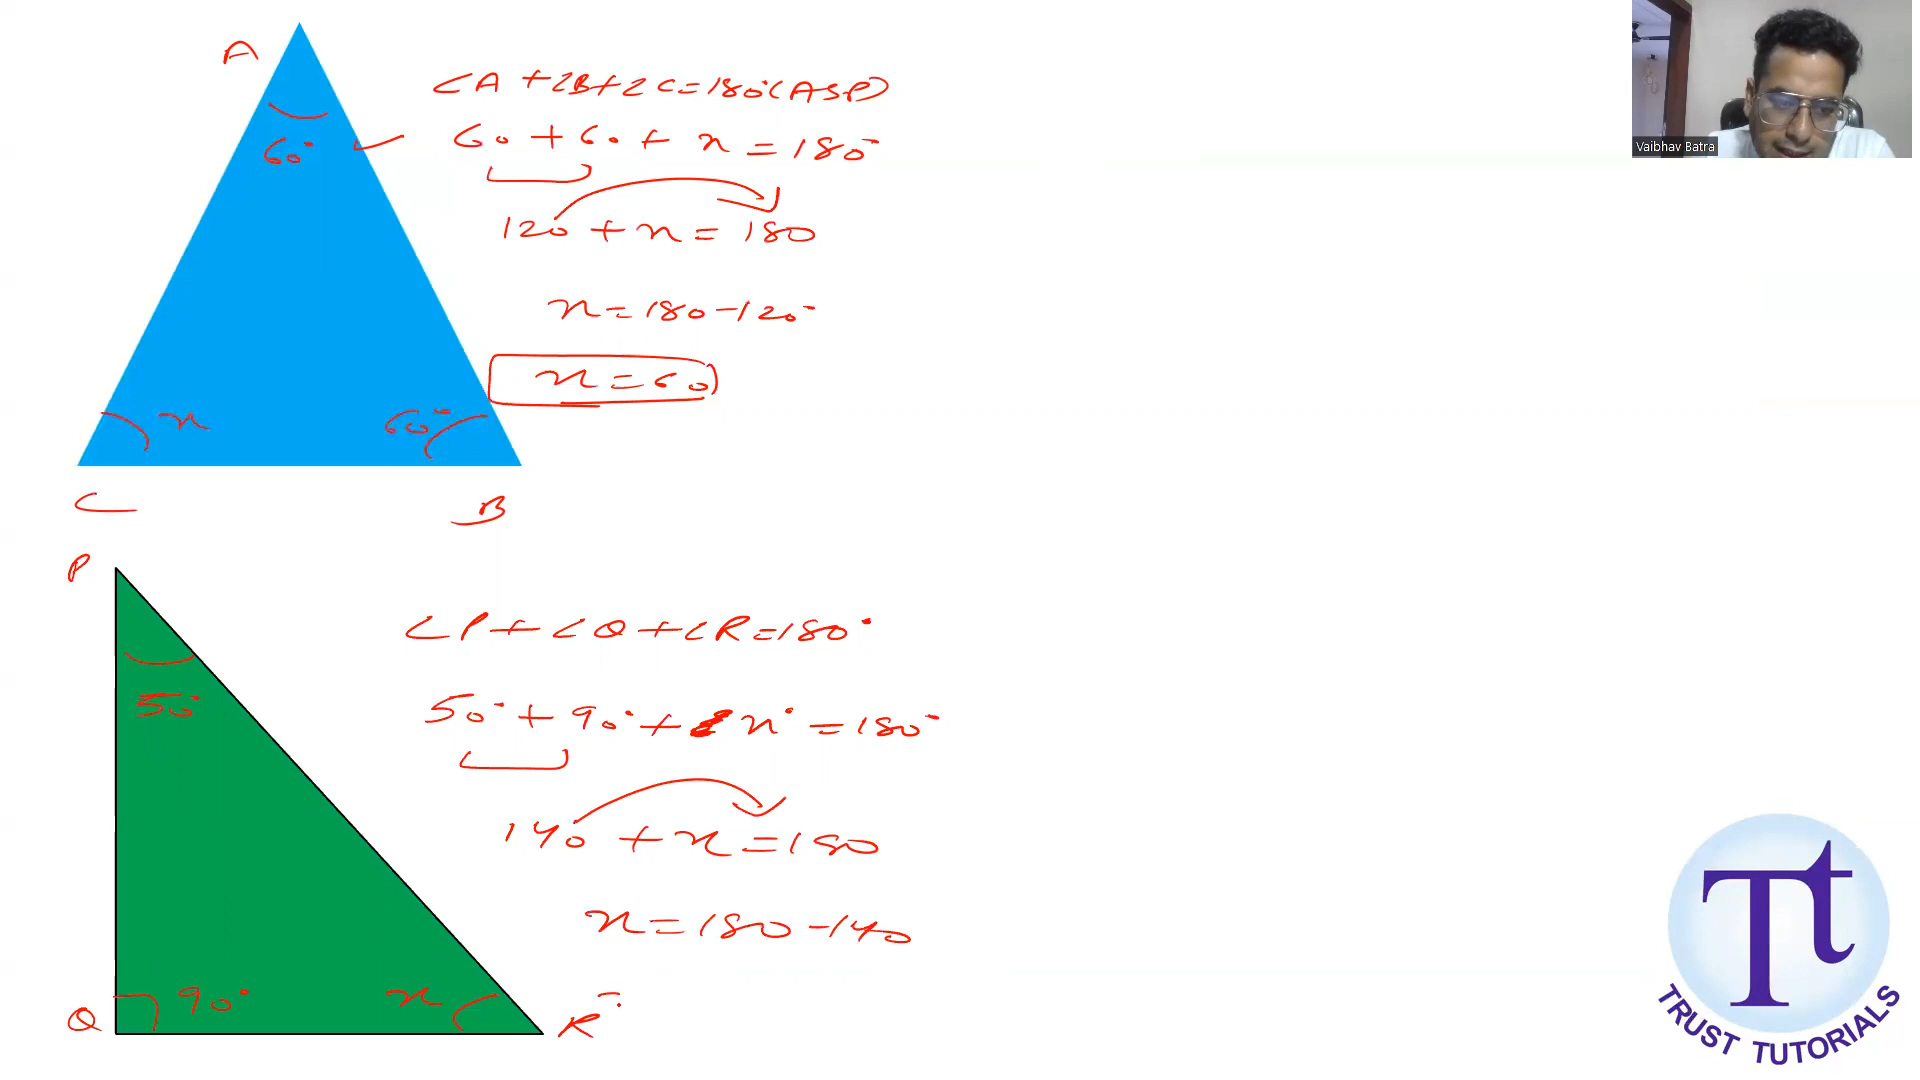 A
∠A + ∠B + ∠C = 180° (ASP)
60°
60 + 60 + x = 180°
120 + x = 180
x = 180 - 120°
x = 60
x
60°
C
B
P
∠P + ∠Q + ∠R = 180°
50°
50° + 90° + x° = 180°
140 + x = 180
x = 180 - 140
90°
x
Q
R
Vaibhav Batra
Tt
TRUST TUTORIALS